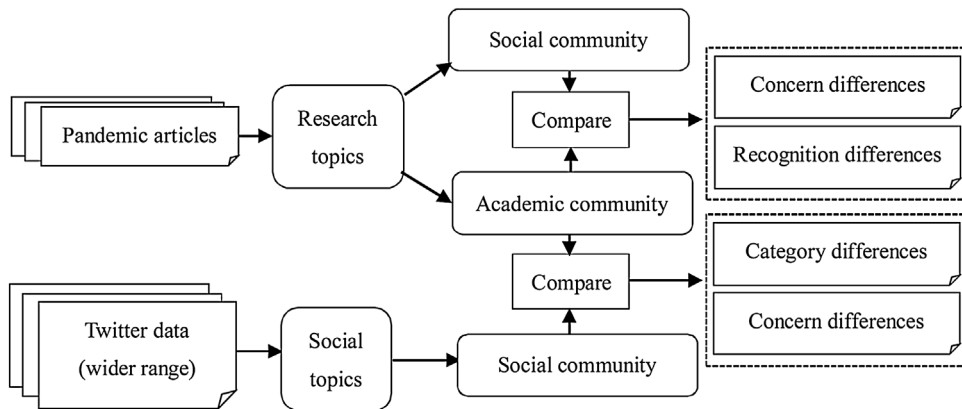 Social community
Pandemic articles
Research
topics
Compare
Concern differences
Recognition differences
Academic community
Twitter data
(wider range)
Social
topics
Compare
Category differences
Concern differences
Social community